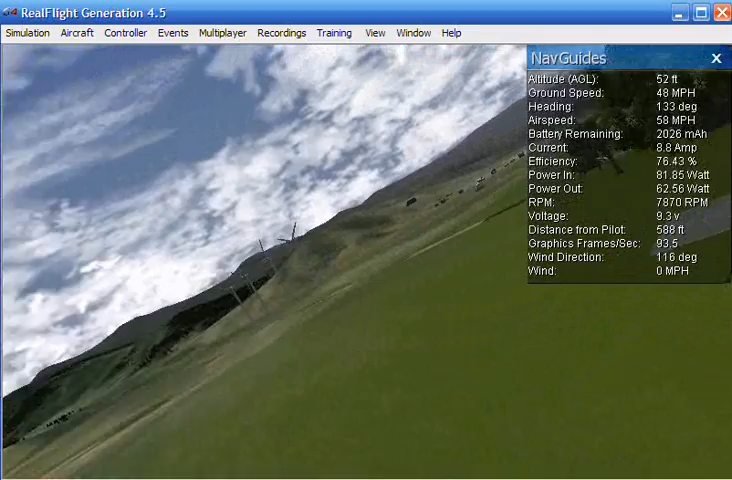 RealFlight Generation 4.5
Simulation Aircraft Controller Events Multiplayer Recordings Training View Window Help
NavGuides X
Altitude (AGL): 52 ft
Ground Speed: 48 MPH
Heading: 133 deg
Airspeed: 58 MPH
Battery Remaining: 2026 mAh
Current: 8.8 Amp
Efficiency: 76.43 %
Power In: 81.85 Watt
Power Out: 62.56 Watt
RPM: 7870 RPM
Voltage: 9.3 v
Distance from Pilot: 588 ft
Graphics Frames/Sec: 93.5
Wind Direction: 116 deg
Wind: 0 MPH